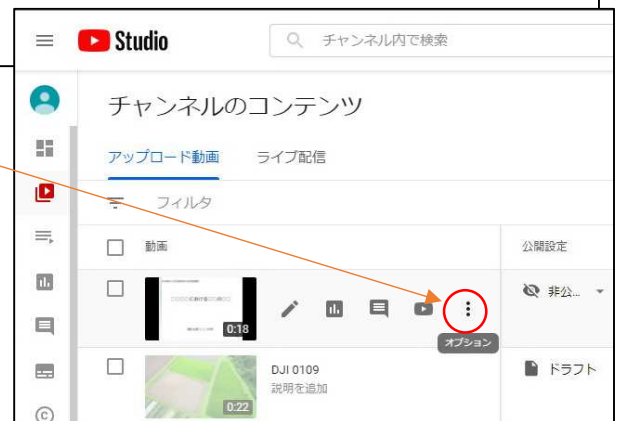 Studio
チャンネル内で検索
チャンネルのコンテンツ
アップロード動画 ライブ配信
フィルタ
動画 公開設定
非公...
0:18
オプション
DJI 0109
説明を追加
ドラフト
0:22